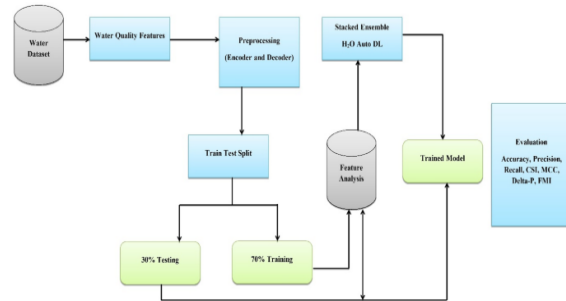 Water
Dataset
Water Quality Features
Preprocessing
(Encoder and Decoder)
Stacked Ensemble
H2O Auto DL
Train Test Split
Feature
Analysis
Trained Model
Evaluation
Accuracy, Precision,
Recall, CSI, MCC,
Delta-P, FMI
30% Testing
70% Training